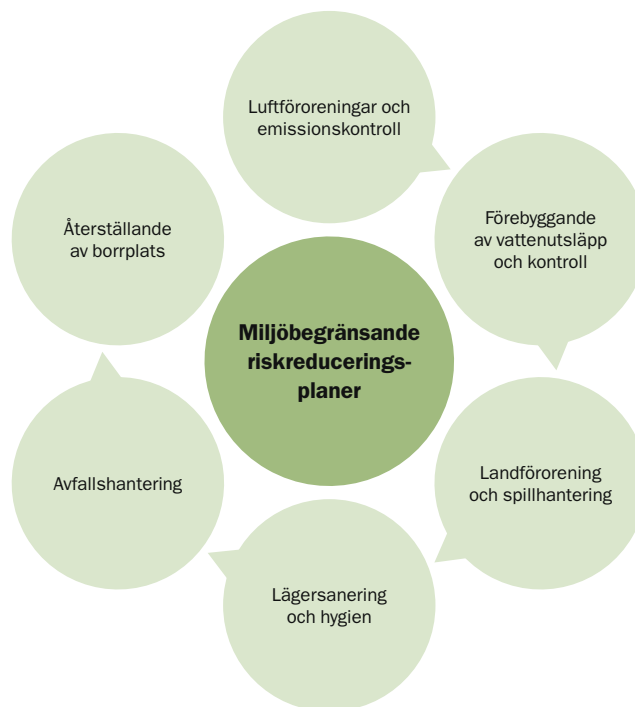 Luftföroreningar och
emissionskontroll
Förebyggande
av vattenutsläpp
och kontroll
Landförorening
och spillhantering
Lägersanering
och hygien
Avfallshantering
Återställande
av borrplats
Miljöbegränsande
riskreducerings-
planer